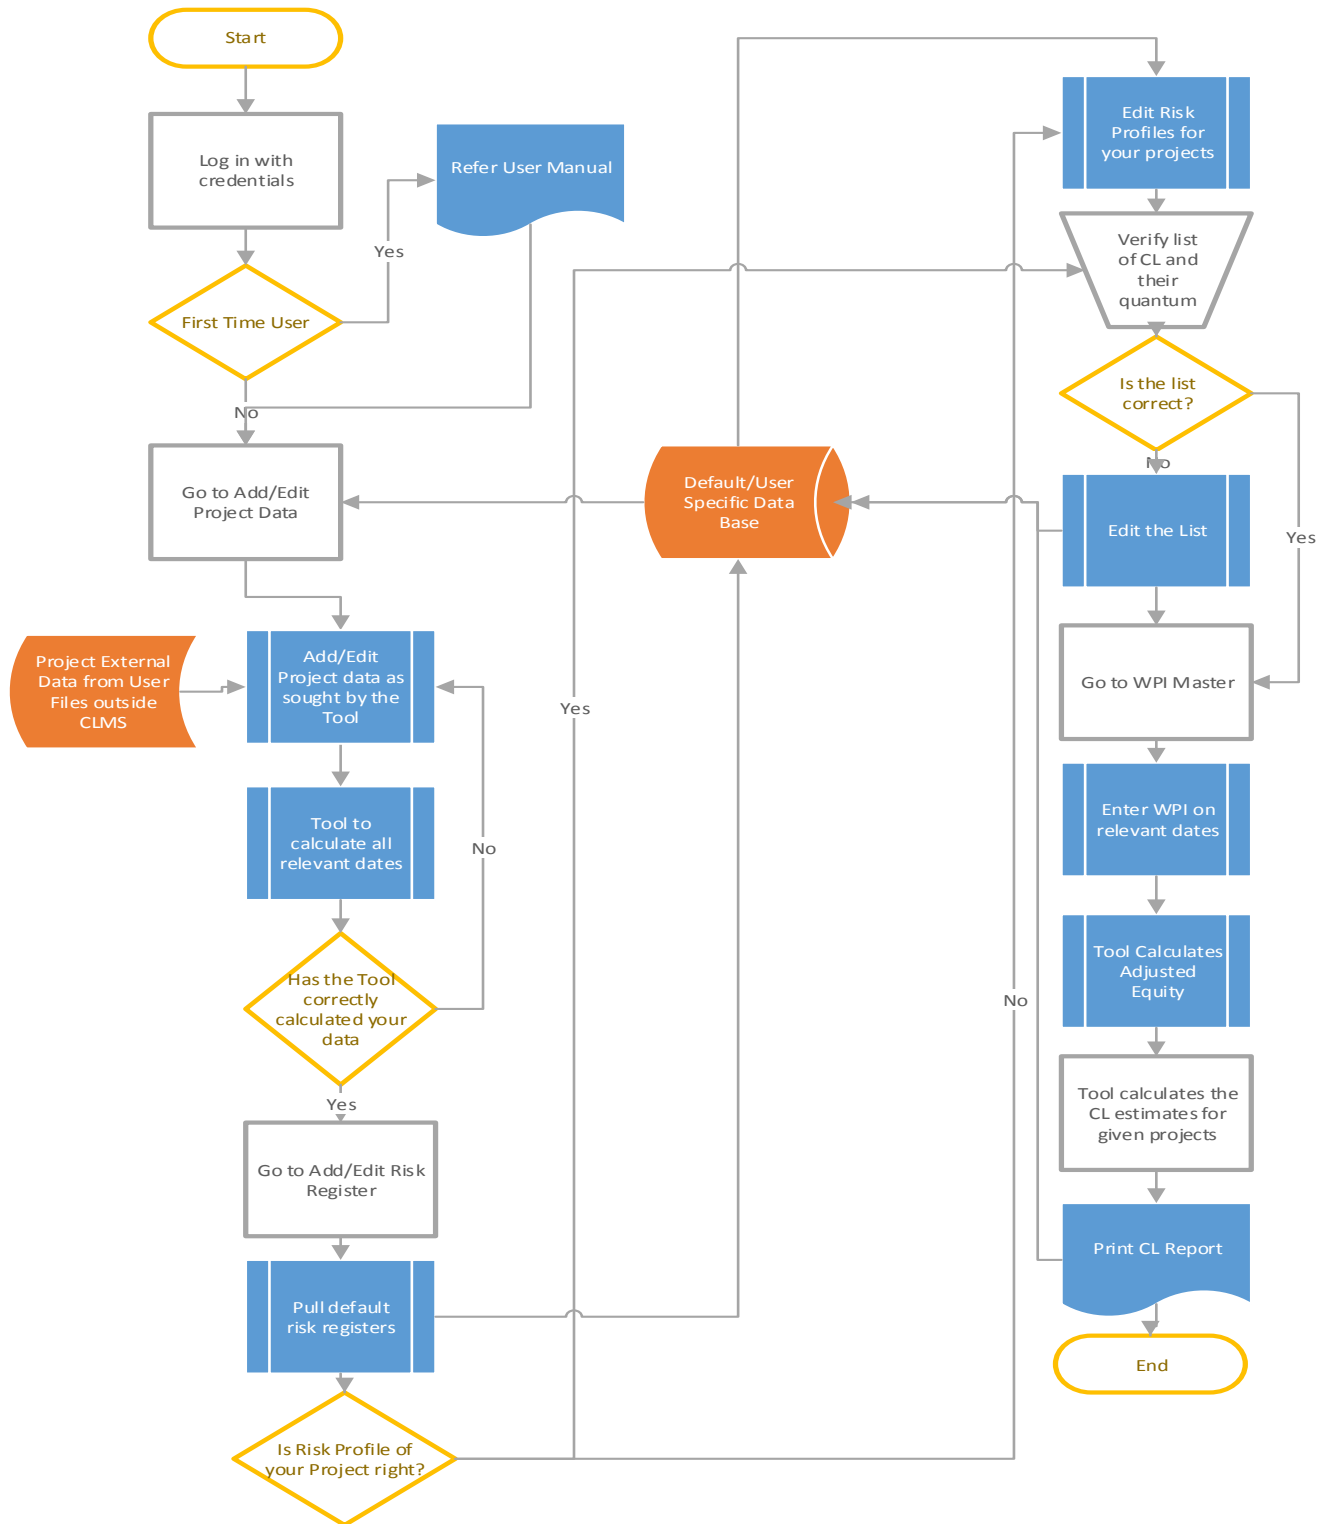 Start
Log in with
credentials
Refer User Manual
Yes
First Time User
No
Go to Add/Edit
Project Data
Project External
Data from User
Files outside
CLMS
Add/Edit
Project data as
sought by the
Tool
Tool to
calculate all
relevant dates
No
Has the Tool
correctly
calculated your
data
Yes
Go to Add/Edit Risk
Register
Pull default
risk registers
Is Risk Profile of
your Project right?
Yes
No
Default/User
Specific Data
Base
Edit Risk
Profiles for
your projects
Verify list
of CL and
their
quantum
Is the list
correct?
No
Yes
Edit the List
Go to WPI Master
Enter WPI on
relevant dates
Tool Calculates
Adjusted
Equity
Tool calculates the
CL estimates for
given projects
Print CL Report
End